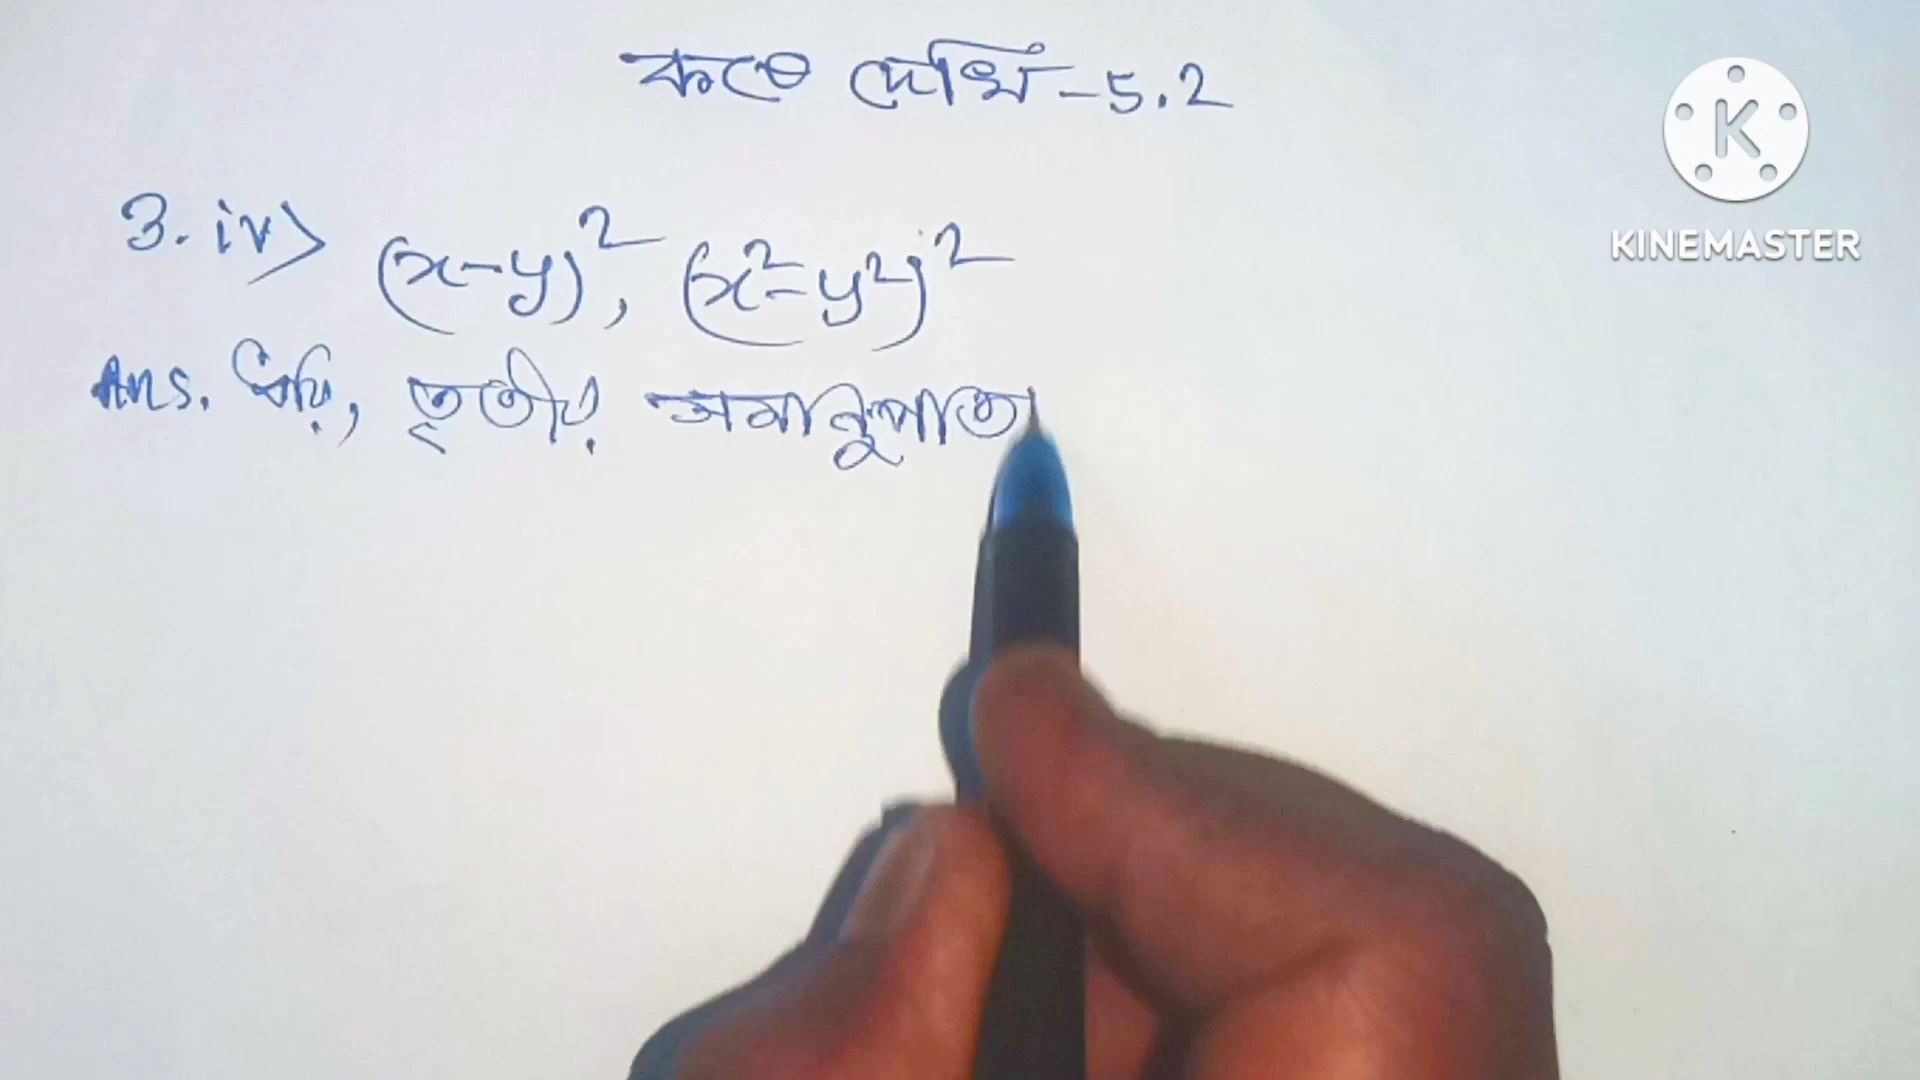 কষে দেখি-5.2
3. iv> (x-y)², (x²-y²)²
Ans. ধরি, তৃতীয় সমানুপাতী
KINEMASTER